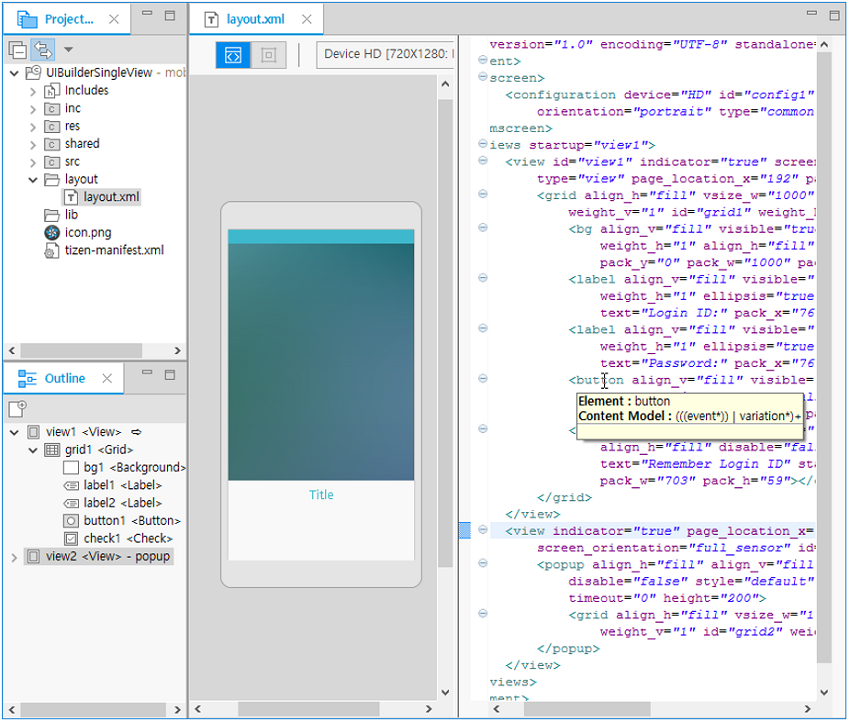 Project...
UIBuilderSingleView - mob
Includes
inc
res
shared
src
layout
layout.xml
lib
icon.png
tizen-manifest.xml
Outline
view1 <View>
grid1 <Grid>
bg1 <Background>
label1 <Label>
label2 <Label>
button1 <Button>
check1 <Check>
view2 <View> - popup
layout.xml
Device HD [720X1280:
Title
version="1.0" encoding="UTF-8" standalone
ent>
screen>
<configuration device="HD" id="config1"
orientation="portrait" type="common
mscreen>
iews startup="view1">
<view id="view1" indicator="true" screen
type="view" page_location_x="192" pa
<grid align_h="fill" vsize_w="1000"
weight_v="1" id="grid1" weight_h
<bg align_v="fill" visible="tru
weight_h="1" align_h="fill"
pack_y="0" pack_w="1000" pac
<label align_v="fill" visible="
weight_h="1" ellipsis="true
text="Login ID:" pack_x="76
<label align_v="fill" visible="
weight_h="1" ellipsis="true
text="Password:" pack_x="76
<button align_v="fill" visible=
Element : button
Content Model : (((event*)) | variation*)+
align_h="fill" disable="fal
text="Remember Login ID" sta
pack_w="703" pack_h="59"></
</grid>
</view>
<view indicator="true" page_location_x=
screen_orientation="full_sensor" id
<popup align_h="fill" align_v="fill
disable="false" style="default"
timeout="0" height="200">
<grid align_h="fill" vsize_w="1
weight_v="1" id="grid2" wei
</popup>
</view>
views>
ment>